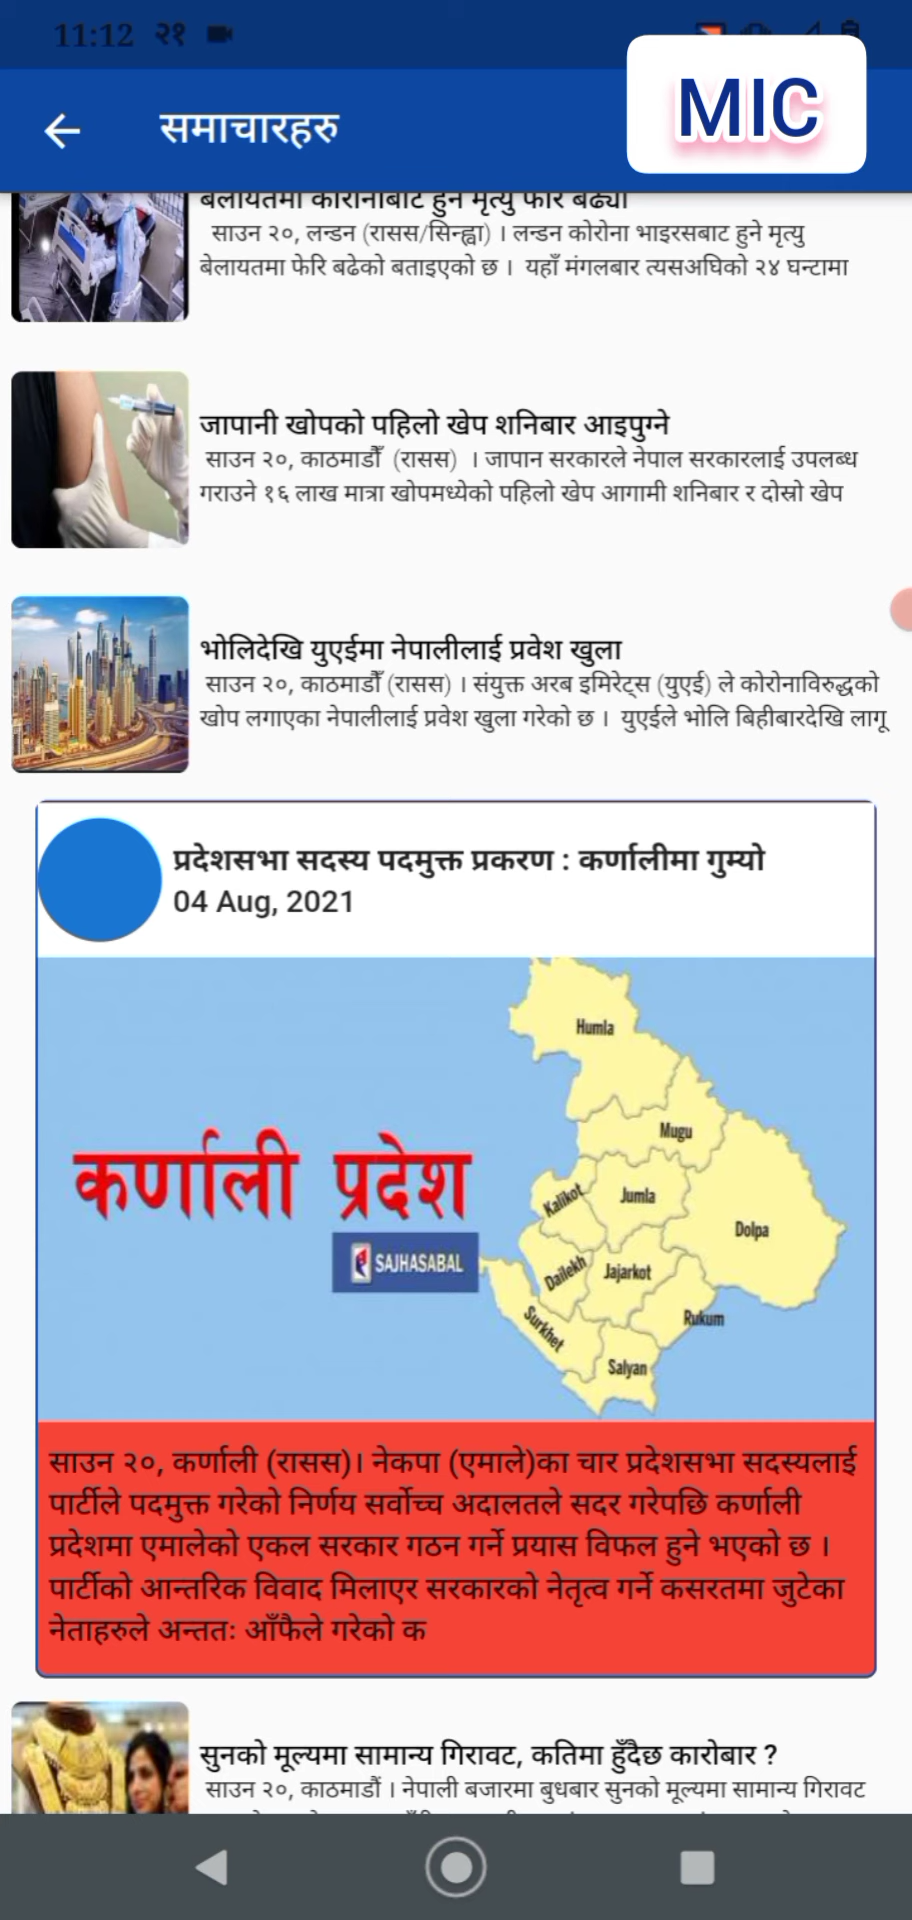 11:12 २१
समाचारहरु
MIC
बेलायतमा कोरोनाबाट हुने मृत्यु फेरि बढ्यो
साउन २०, लन्डन (रासस/सिन्ह्वा) । लन्डन कोरोना भाइरसबाट हुने मृत्यु
बेलायतमा फेरि बढेको बताइएको छ । यहाँ मंगलबार त्यसअघिको २४ घन्टामा
जापानी खोपको पहिलो खेप शनिबार आइपुग्ने
साउन २०, काठमाडौँ (रासस) । जापान सरकारले नेपाल सरकारलाई उपलब्ध
गराउने १६ लाख मात्रा खोपमध्येको पहिलो खेप आगामी शनिबार र दोस्रो खेप
भोलिदेखि युएईमा नेपालीलाई प्रवेश खुला
साउन २०, काठमाडौँ (रासस) । संयुक्त अरब इमिरेट्स (युएई) ले कोरोनाविरुद्धको
खोप लगाएका नेपालीलाई प्रवेश खुला गरेको छ । युएईले भोलि बिहीबारदेखि लागू
प्रदेशसभा सदस्य पदमुक्त प्रकरण : कर्णालीमा गुम्यो
04 Aug, 2021
कर्णाली प्रदेश
SAJHASABAL
Humla
Mugu
Kalikot
Jumla
Dolpa
Dailekh
Jajarkot
Surkhet
Rukum
Salyan
साउन २०, कर्णाली (रासस)। नेकपा (एमाले)का चार प्रदेशसभा सदस्यलाई
पार्टीले पदमुक्त गरेको निर्णय सर्वोच्च अदालतले सदर गरेपछि कर्णाली
प्रदेशमा एमालेको एकल सरकार गठन गर्ने प्रयास विफल हुने भएको छ ।
पार्टीको आन्तरिक विवाद मिलाएर सरकारको नेतृत्व गर्ने कसरतमा जुटेका
नेताहरुले अन्ततः आँफैले गरेको क
सुनको मूल्यमा सामान्य गिरावट, कतिमा हुँदैछ कारोबार ?
साउन २०, काठमाडौं । नेपाली बजारमा बुधबार सुनको मूल्यमा सामान्य गिरावट